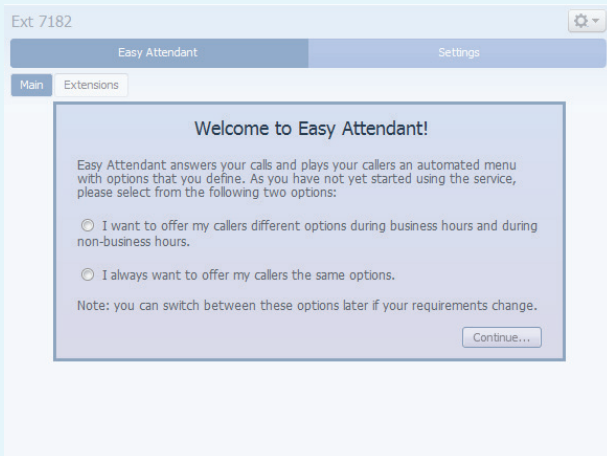 Ext 7182
Easy Attendant
Settings
Main
Extensions
Welcome to Easy Attendant!
Easy Attendant answers your calls and plays your callers an automated menu
with options that you define. As you have not yet started using the service,
please select from the following two options:
I want to offer my callers different options during business hours and during
non-business hours.
I always want to offer my callers the same options.
Note: you can switch between these options later if your requirements change.
Continue...